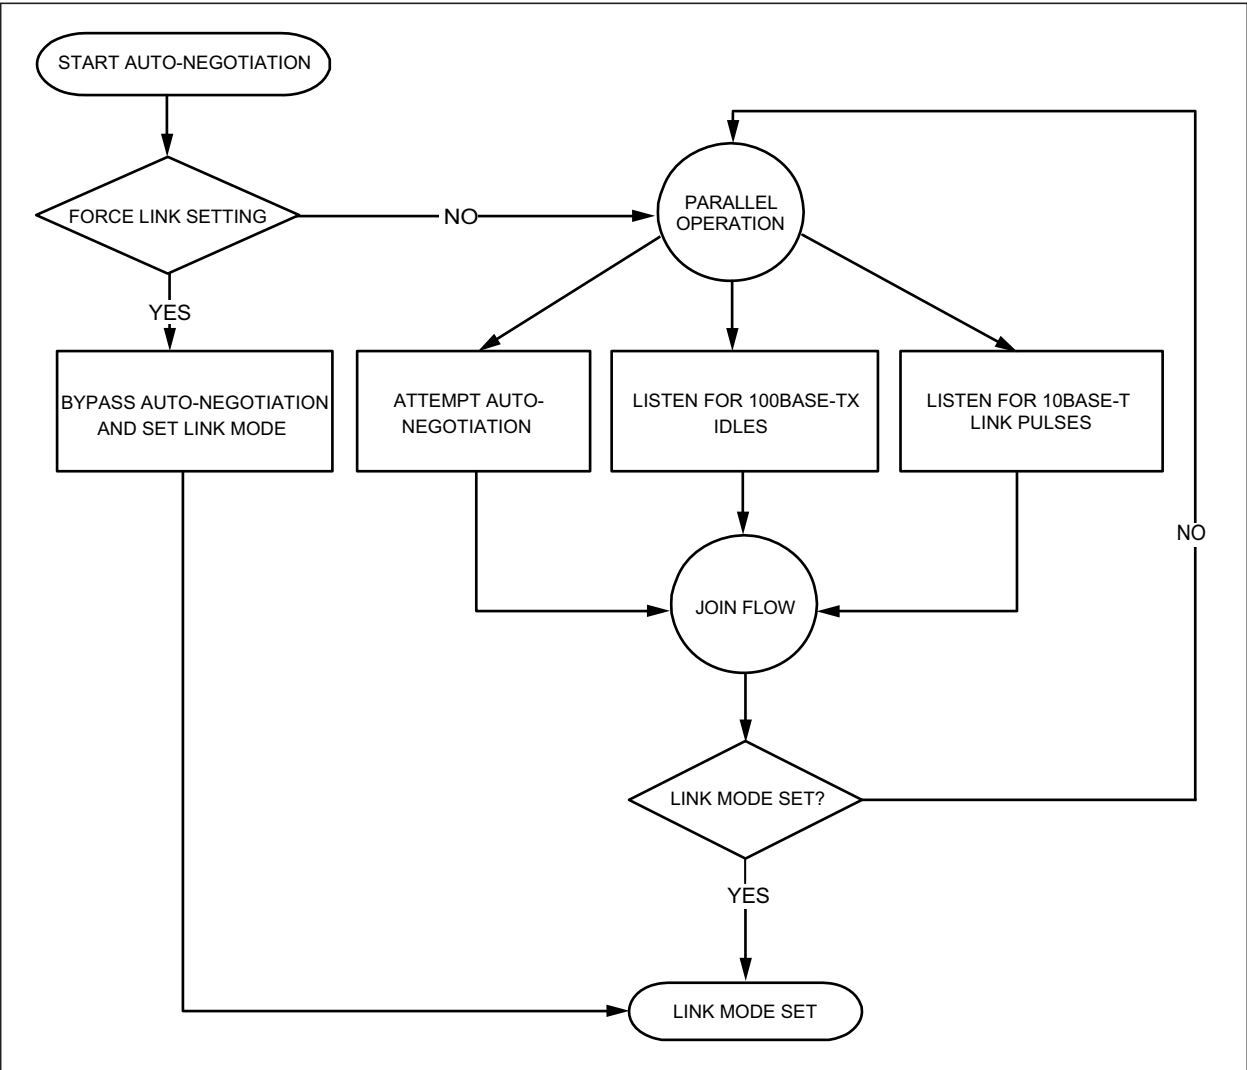 START AUTO-NEGOTIATION
FORCE LINK SETTING
NO
PARALLEL
OPERATION
YES
BYPASS AUTO-NEGOTIATION
AND SET LINK MODE
ATTEMPT AUTO-
NEGOTIATION
LISTEN FOR 100BASE-TX
IDLES
LISTEN FOR 10BASE-T
LINK PULSES
NO
JOIN FLOW
LINK MODE SET?
YES
LINK MODE SET